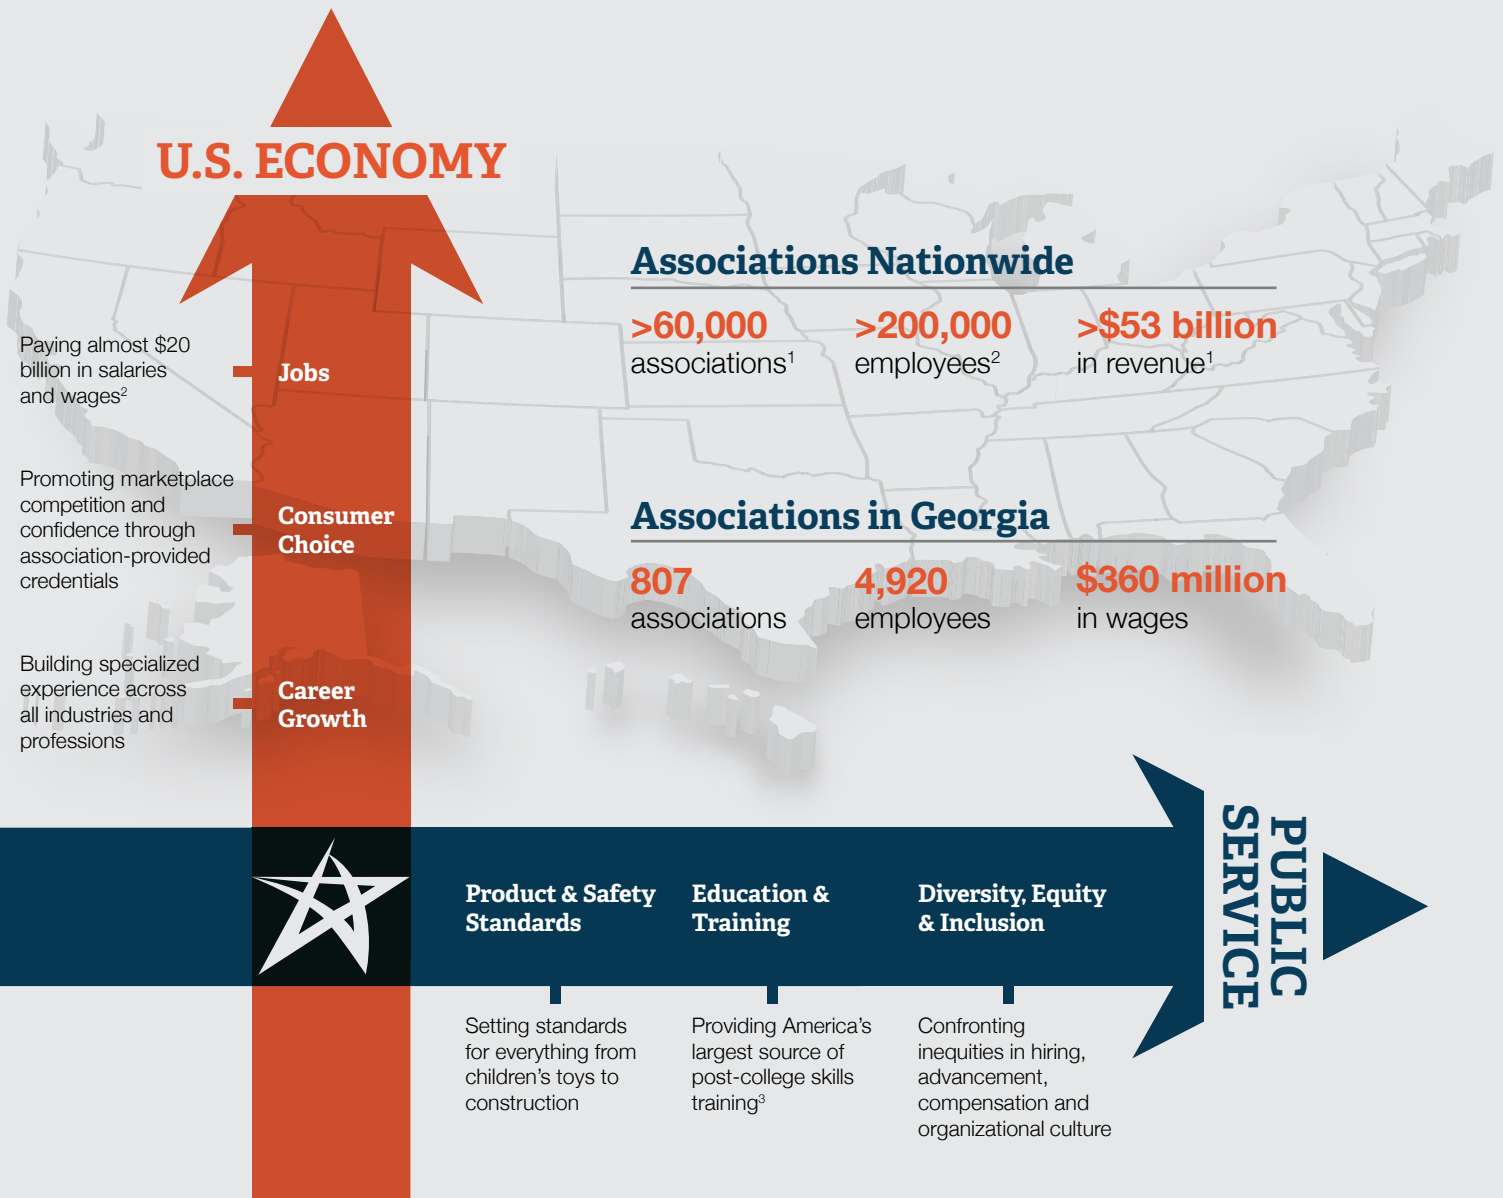 U.S. ECONOMY
Paying almost $20
billion in salaries
and wages²
Jobs
Promoting marketplace
competition and
confidence through
association-provided
credentials
Consumer
Choice
Building specialized
experience across
all industries and
professions
Career
Growth
Associations Nationwide
>60,000
associations¹
>200,000
employees²
>$53 billion
in revenue¹
Associations in Georgia
807
associations
4,920
employees
$360 million
in wages
Product & Safety
Standards
Education &
Training
Diversity, Equity
& Inclusion
PUBLIC
SERVICE
Setting standards
for everything from
children’s toys to
construction
Providing America’s
largest source of
post-college skills
training³
Confronting
inequities in hiring,
advancement,
compensation and
organizational culture